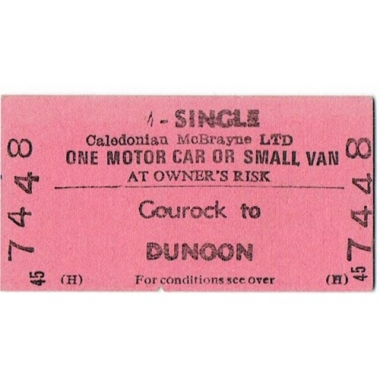 1 - SINGLE
Caledonian McBrayne LTD
ONE MOTOR CAR OR SMALL VAN
AT OWNER'S RISK
Gourock to
DUNOON
(H) For conditions see over (H)
45 7448
45 7448